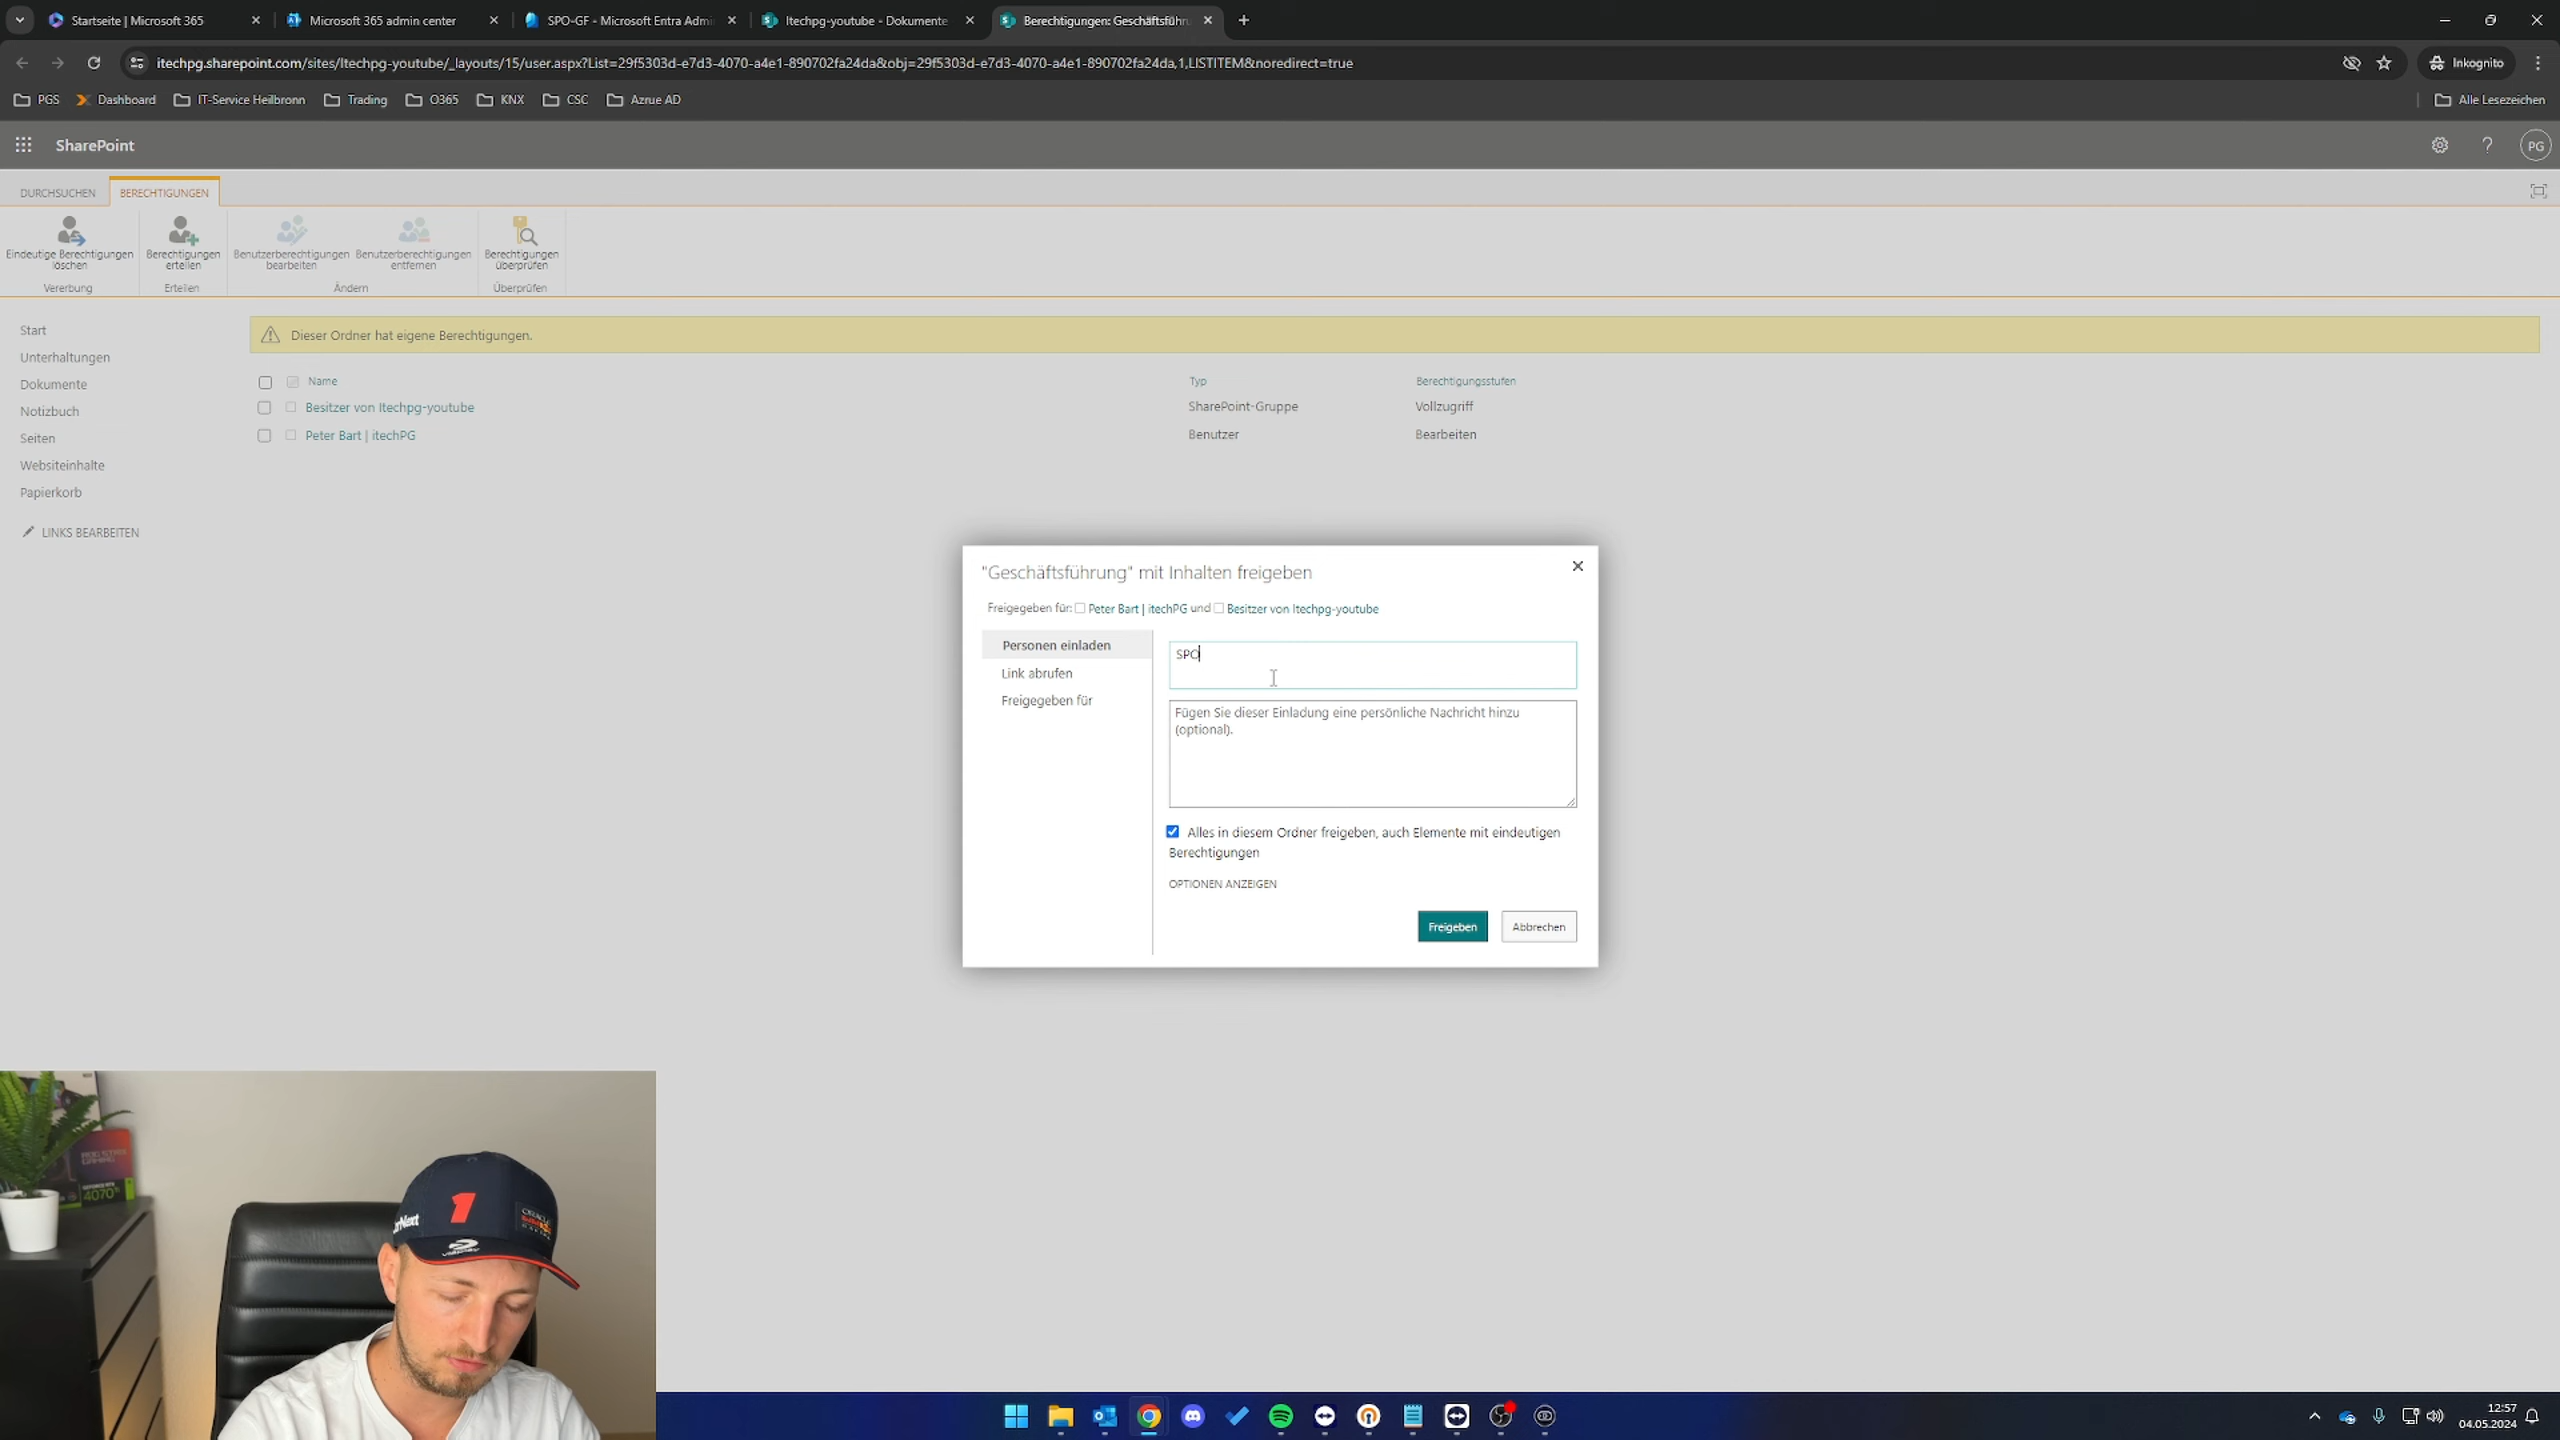 Startseite | Microsoft 365
Microsoft 365 admin center
SPO-GF - Microsoft Entra Admi
Itechpg-youtube - Dokumente
Berechtigungen: Geschäftsführu
itechpg.sharepoint.com/sites/Itechpg-youtube/_layouts/15/user.aspx?List=29f5303d-e7d3-4070-a4e1-890702fa24da&obj=29f5303d-e7d3-4070-a4e1-890702fa24da,1,LISTITEM&noredirect=true
Inkognito
PGS
Dashboard
IT-Service Heilbronn
Trading
O365
KNX
CSC
Azrue AD
Alle Lesezeichen
SharePoint
PG
DURCHSUCHEN
BERECHTIGUNGEN
Eindeutige Berechtigungen
löschen
Berechtigungen
erteilen
Benutzerberechtigungen
bearbeiten
Benutzerberechtigungen
entfernen
Berechtigungen
überprüfen
Vererbung
Erteilen
Ändern
Überprüfen
Start
Unterhaltungen
Dokumente
Notizbuch
Seiten
Websiteinhalte
Papierkorb
LINKS BEARBEITEN
Dieser Ordner hat eigene Berechtigungen.
Name
Typ
Berechtigungsstufen
Besitzer von Itechpg-youtube
SharePoint-Gruppe
Vollzugriff
Peter Bart | itechPG
Benutzer
Bearbeiten
"Geschäftsführung" mit Inhalten freigeben
Freigegeben für: Peter Bart | itechPG und Besitzer von Itechpg-youtube
Personen einladen
Link abrufen
Freigegeben für
SPO
Fügen Sie dieser Einladung eine persönliche Nachricht hinzu
(optional).
Alles in diesem Ordner freigeben, auch Elemente mit eindeutigen
Berechtigungen
OPTIONEN ANZEIGEN
Freigeben
Abbrechen
4070
1
ORACLE
12:57
04.05.2024